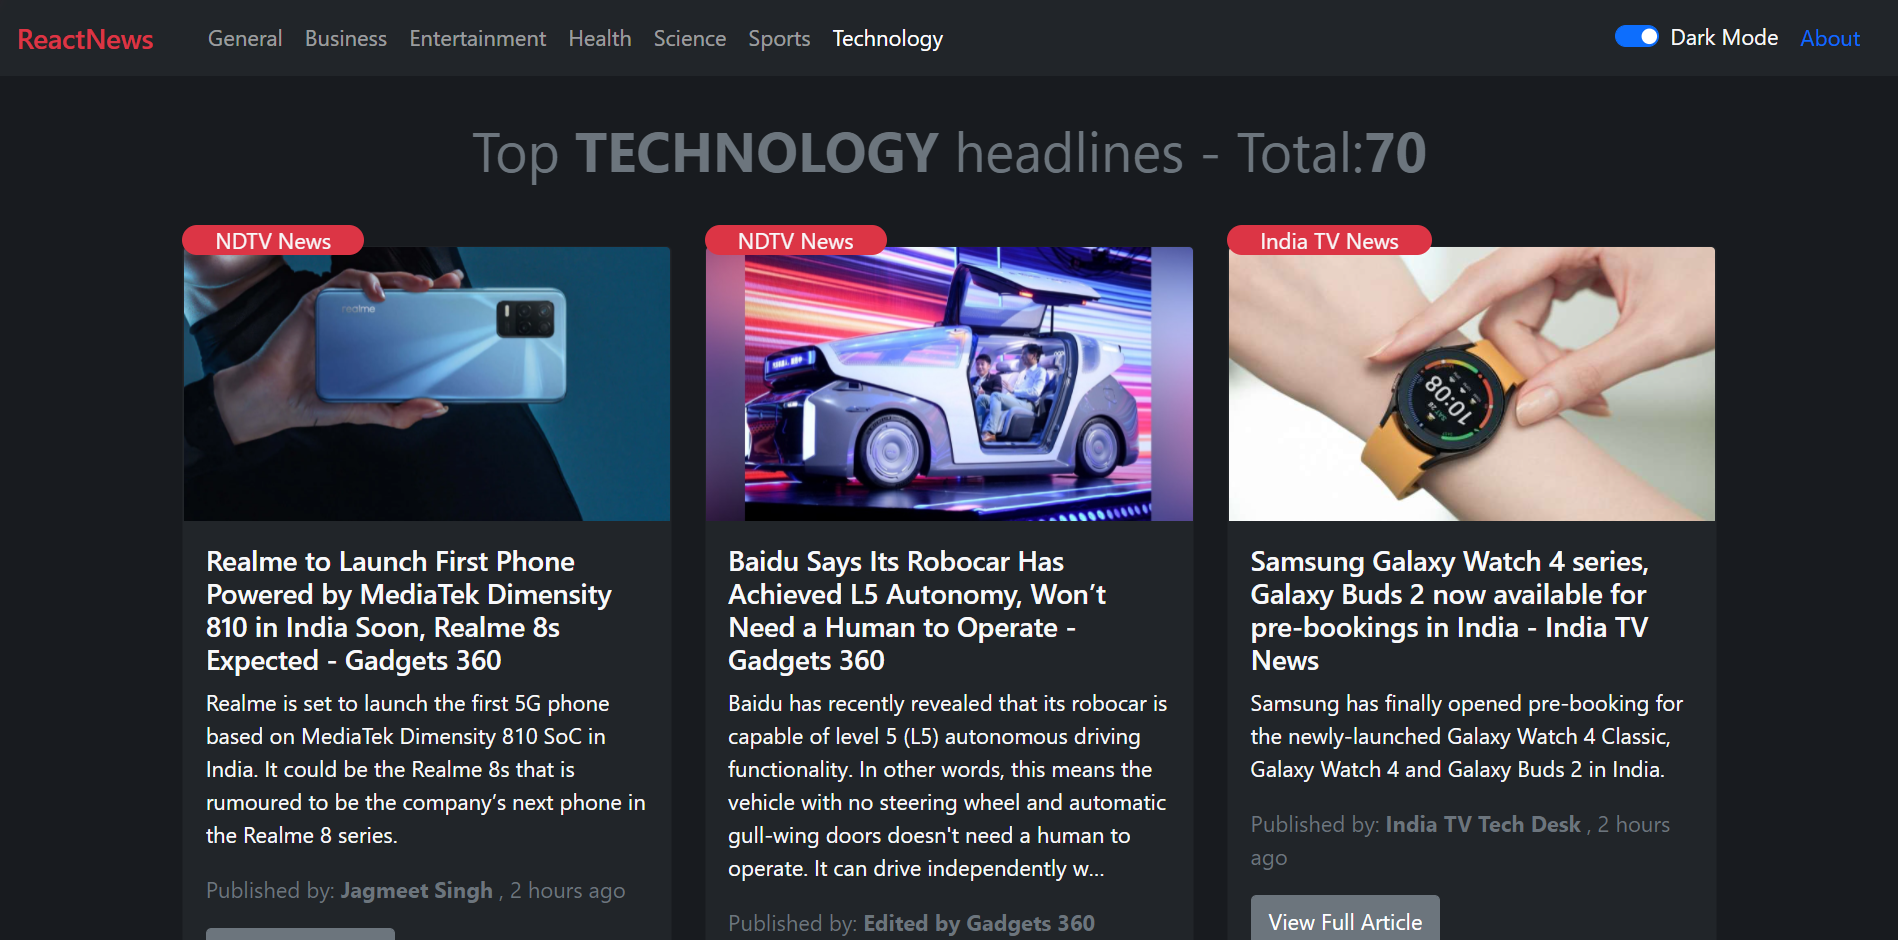 ReactNews General Business Entertainment Health Science Sports Technology Dark Mode About
Top TECHNOLOGY headlines - Total:70
NDTV News
realme
Realme to Launch First Phone
Powered by MediaTek Dimensity
810 in India Soon, Realme 8s
Expected - Gadgets 360
Realme is set to launch the first 5G phone
based on MediaTek Dimensity 810 SoC in
India. It could be the Realme 8s that is
rumoured to be the company’s next phone in
the Realme 8 series.
Published by: Jagmeet Singh , 2 hours ago
NDTV News
Baidu Says Its Robocar Has
Achieved L5 Autonomy, Won’t
Need a Human to Operate -
Gadgets 360
Baidu has recently revealed that its robocar is
capable of level 5 (L5) autonomous driving
functionality. In other words, this means the
vehicle with no steering wheel and automatic
gull-wing doors doesn't need a human to
operate. It can drive independently w...
Published by: Edited by Gadgets 360
India TV News
10:08
SAT 28
Samsung Galaxy Watch 4 series,
Galaxy Buds 2 now available for
pre-bookings in India - India TV
News
Samsung has finally opened pre-booking for
the newly-launched Galaxy Watch 4 Classic,
Galaxy Watch 4 and Galaxy Buds 2 in India.
Published by: India TV Tech Desk , 2 hours
ago
View Full Article